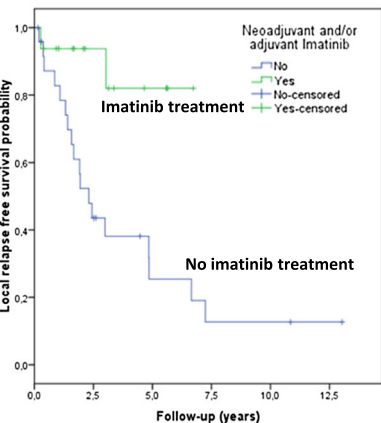 Neoadjuvant and/or
adjuvant Imatinib
No
Yes
No-censored
Yes-censored
Imatinib treatment
No imatinib treatment
Local relapse free survival probability
1,0
0,8
0,6
0,4
0,2
0,0
0,0 2,5 5,0 7,5 10,0 12,5
Follow-up (years)